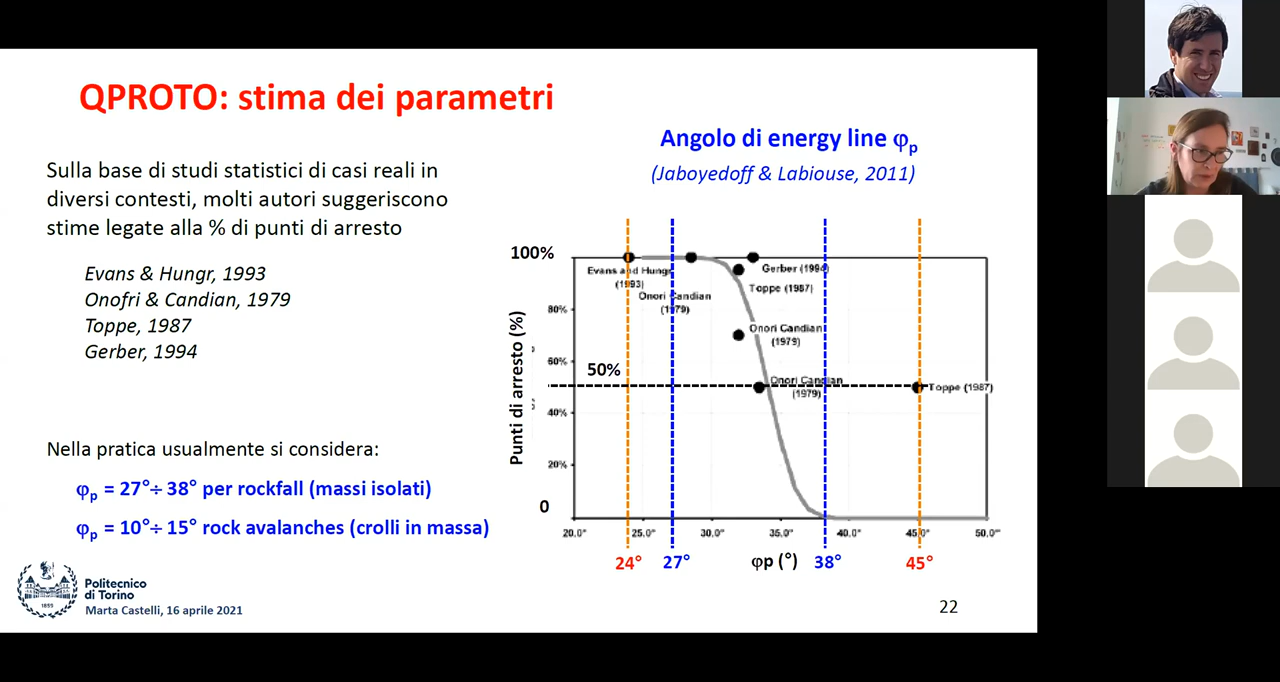 QPROTO: stima dei parametri
Sulla base di studi statistici di casi reali in
diversi contesti, molti autori suggeriscono
stime legate alla % di punti di arresto
Evans & Hungr, 1993
Onofri & Candian, 1979
Toppe, 1987
Gerber, 1994
Nella pratica usualmente si considera:
φp = 27°÷ 38° per rockfall (massi isolati)
φp = 10°÷ 15° rock avalanches (crolli in massa)
Angolo di energy line φp
(Jaboyedoff & Labiouse, 2011)
Punti di arresto (%)
100%
80%
60%
50%
40%
20%
0
Evans and Hungr
(1993)
Onori Candian
(1979)
Gerber (1994)
Toppe (1987)
Onori Candian
(1979)
Onori Candian
(1979)
Toppe (1987)
20.0° 25.0° 30.0° 35.0° 40.0° 45.0° 50.0°
24° 27° φp (°) 38° 45°
Politecnico
di Torino
1859
Marta Castelli, 16 aprile 2021
22